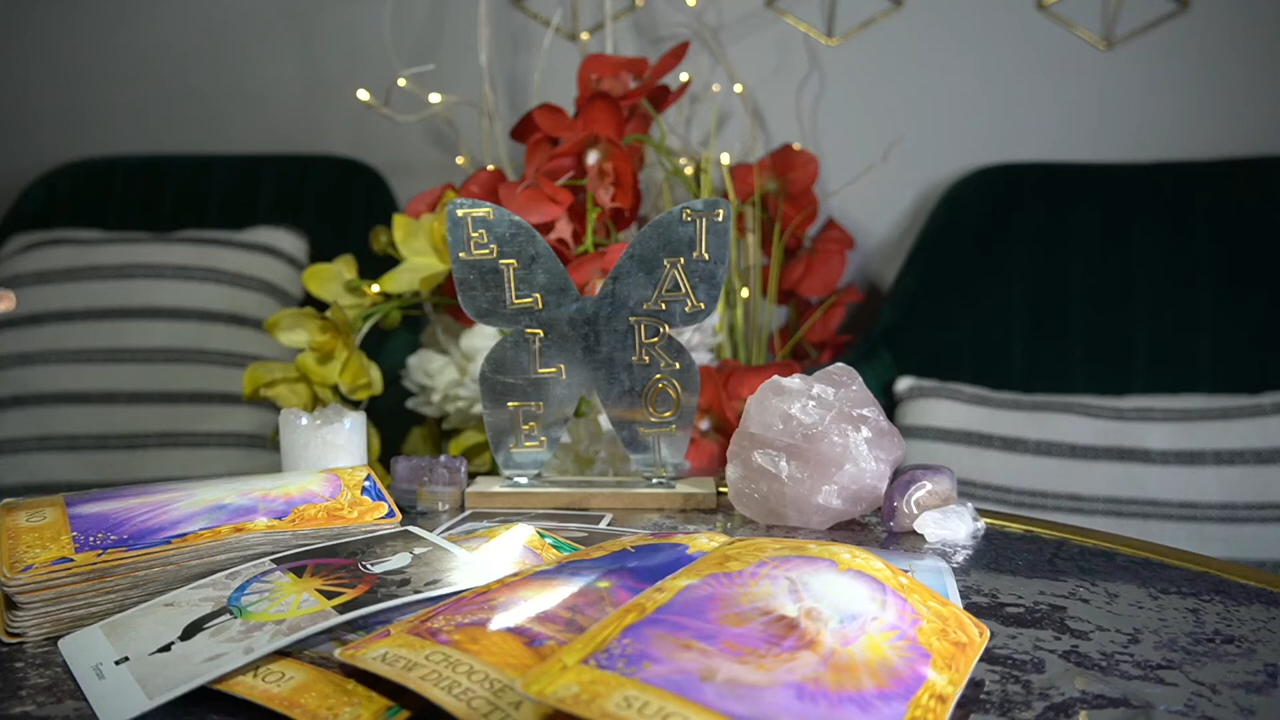 ELLE
TAROT
NO
NO!
CHOOSE A
NEW DIRECTI
SUC